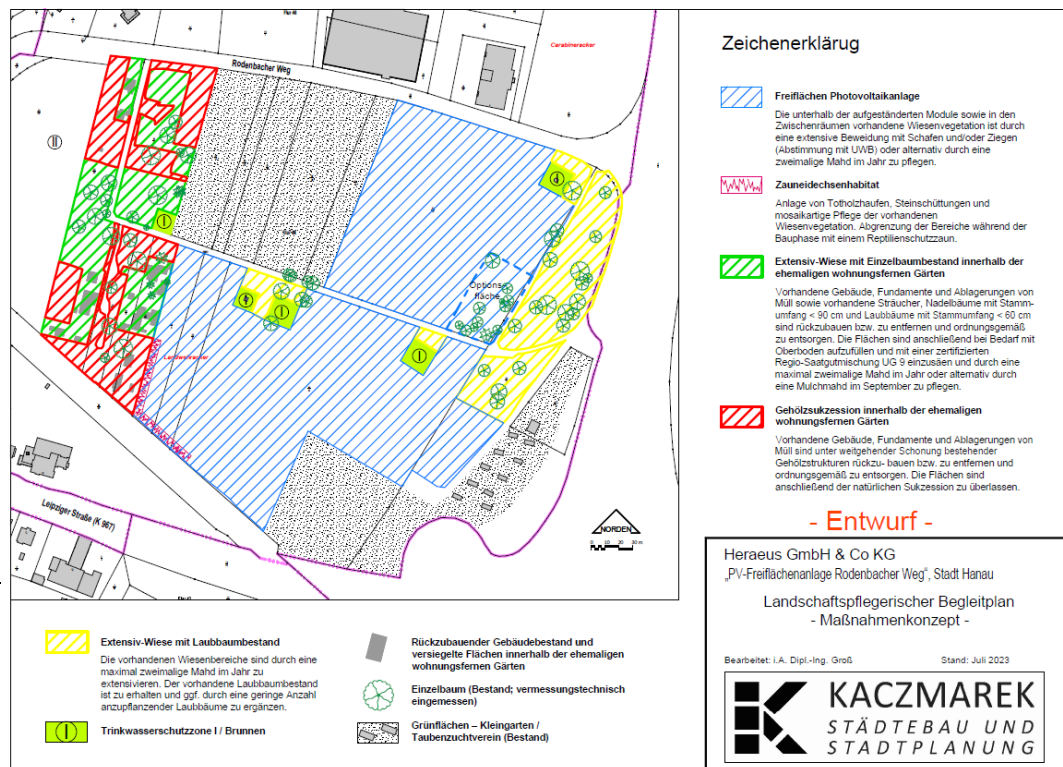 Flur 48
Carabineracker
Rodenbacher Weg
Options-
fläche
Landwehracker
Leipziger Straße (K 967)
NORDEN
0 10 20 30 m
Zeichenerklärug
Freiflächen Photovoltaikanlage
Die unterhalb der aufgeständerten Module sowie in den
Zwischenräumen vorhandene Wiesenvegetation ist durch
eine extensive Beweidung mit Schafen und/oder Ziegen
(Abstimmung mit UWB) oder alternativ durch eine
zweimalige Mahd im Jahr zu pflegen.
Zauneidechsenhabitat
Anlage von Totholzhaufen, Steinschüttungen und
mosaikartige Pflege der vorhandenen
Wiesenvegetation. Abgrenzung der Bereiche während der
Bauphase mit einem Reptilienschutzzaun.
Extensiv-Wiese mit Einzelbaumbestand innerhalb der
ehemaligen wohnungsfernen Gärten
Vorhandene Gebäude, Fundamente und Ablagerungen von
Müll sowie vorhandene Sträucher, Nadelbäume mit Stamm-
umfang < 90 cm und Laubbäume mit Stammumfang < 60 cm
sind rückzubauen bzw. zu entfernen und ordnungsgemäß
zu entsorgen. Die Flächen sind anschließend bei Bedarf mit
Oberboden aufzufüllen und mit einer zertifizierten
Regio-Saatgutmischung UG 9 einzusäen und durch eine
maximal zweimalige Mahd im Jahr oder alternativ durch
eine Mulchmahd im September zu pflegen.
Gehölzsukzession innerhalb der ehemaligen
wohnungsfernen Gärten
Vorhandene Gebäude, Fundamente und Ablagerungen von
Müll sind unter weitgehender Schonung bestehender
Gehölzstrukturen rückzu- bauen bzw. zu entfernen und
ordnungsgemäß zu entsorgen. Die Flächen sind
anschließend der natürlichen Sukzession zu überlassen.
- Entwurf -
Heraeus GmbH & Co KG
„PV-Freiflächenanlage Rodenbacher Weg“, Stadt Hanau
Landschaftspflegerischer Begleitplan
- Maßnahmenkonzept -
Bearbeitet: i.A. Dipl.-Ing. Groß Stand: Juli 2023
KACZMAREK
STÄDTEBAU UND
STADTPLANUNG
Extensiv-Wiese mit Laubbaumbestand
Die vorhandenen Wiesenbereiche sind durch eine
maximal zweimalige Mahd im Jahr zu
extensivieren. Der vorhandene Laubbaumbestand
ist zu erhalten und ggf. durch eine geringe Anzahl
anzupflanzender Laubbäume zu ergänzen.
Trinkwasserschutzzone I / Brunnen
Rückzubauender Gebäudebestand und
versiegelte Flächen innerhalb der ehemaligen
wohnungsfernen Gärten
Einzelbaum (Bestand; vermessungstechnisch
eingemessen)
Grünflächen – Kleingarten /
Taubenzuchtverein (Bestand)